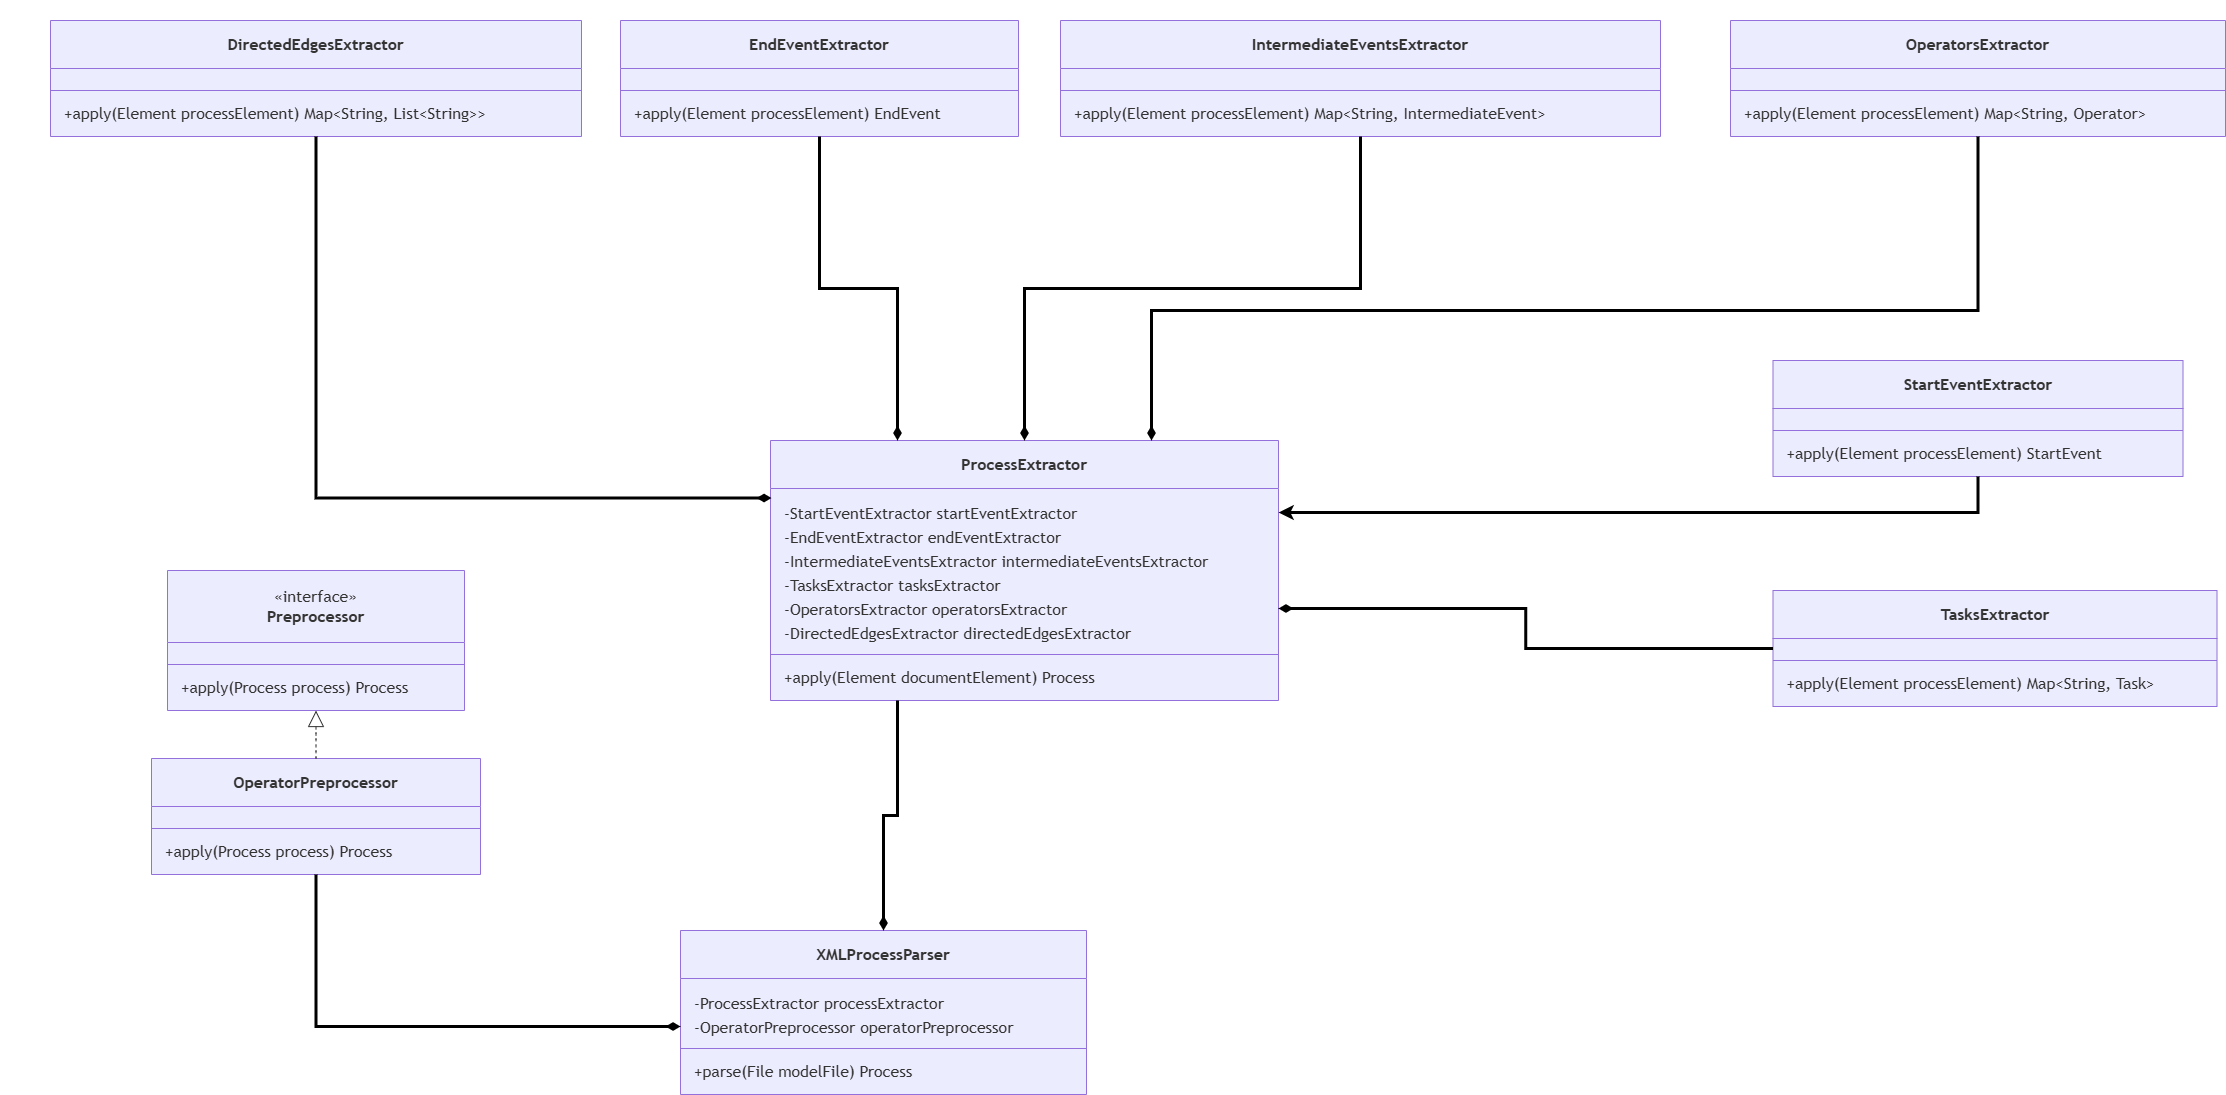 DirectedEdgesExtractor
+apply(Element processElement) Map<String, List<String>>
EndEventExtractor
+apply(Element processElement) EndEvent
IntermediateEventsExtractor
+apply(Element processElement) Map<String, IntermediateEvent>
OperatorsExtractor
+apply(Element processElement) Map<String, Operator>
StartEventExtractor
+apply(Element processElement) StartEvent
ProcessExtractor
-StartEventExtractor startEventExtractor
-EndEventExtractor endEventExtractor
-IntermediateEventsExtractor intermediateEventsExtractor
-TasksExtractor tasksExtractor
-OperatorsExtractor operatorsExtractor
-DirectedEdgesExtractor directedEdgesExtractor
+apply(Element documentElement) Process
«interface»
Preprocessor
+apply(Process process) Process
TasksExtractor
+apply(Element processElement) Map<String, Task>
OperatorPreprocessor
+apply(Process process) Process
XMLProcessParser
-ProcessExtractor processExtractor
-OperatorPreprocessor operatorPreprocessor
+parse(File modelFile) Process